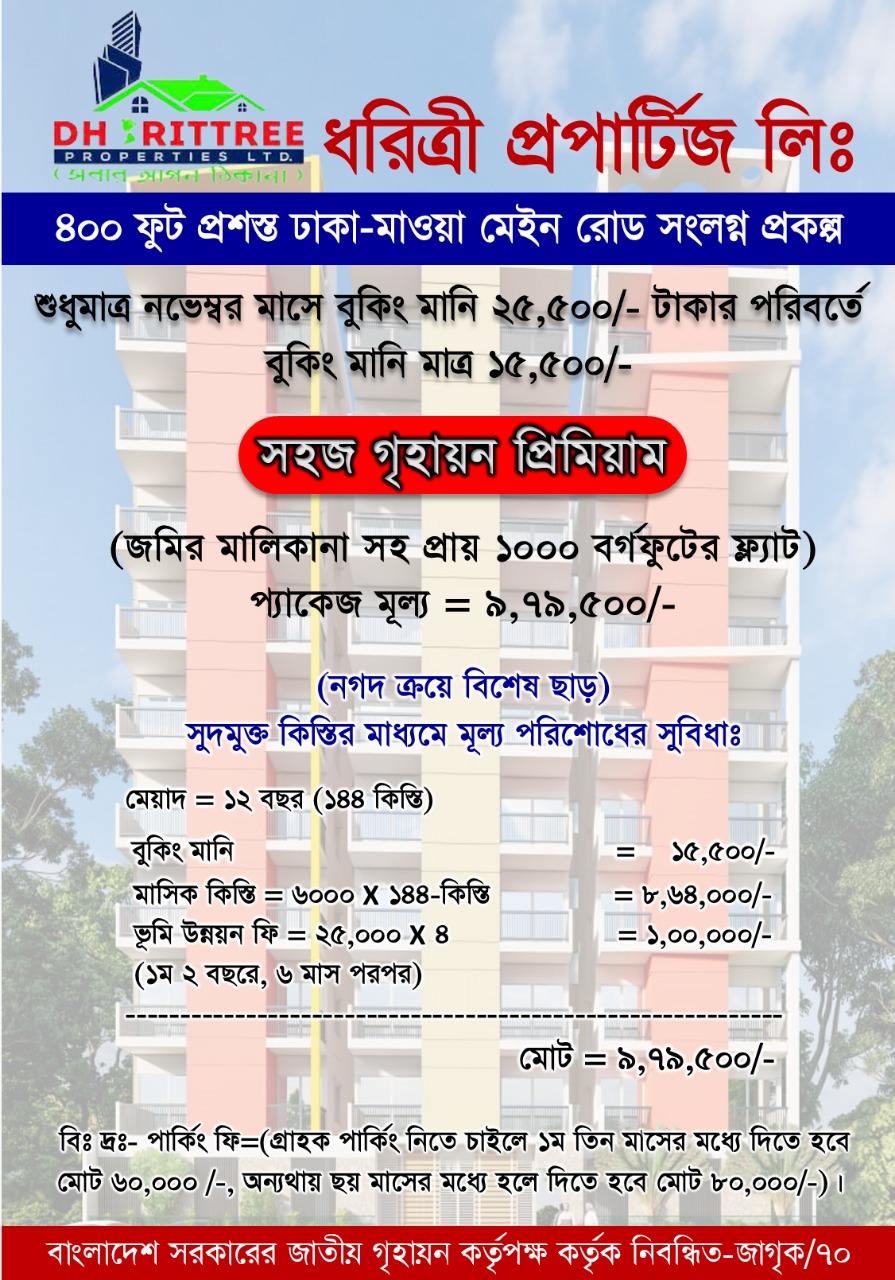 DHARITTREE
PROPERTIES LTD.
(সবার আপন ঠিকানা)
ধরিত্রী প্রপার্টিজ লিঃ
৪০০ ফুট প্রশস্ত ঢাকা-মাওয়া মেইন রোড সংলগ্ন প্রকল্প
শুধুমাত্র নভেম্বর মাসে বুকিং মানি ২৫,৫০০/- টাকার পরিবর্তে
বুকিং মানি মাত্র ১৫,৫০০/-
সহজ গৃহায়ন প্রিমিয়াম
(জমির মালিকানা সহ প্রায় ১০০০ বর্গফুটের ফ্ল্যাট)
প্যাকেজ মূল্য = ৯,৭৯,৫০০/-
(নগদ ক্রয়ে বিশেষ ছাড়)
সুদমুক্ত কিস্তির মাধ্যমে মূল্য পরিশোধের সুবিধাঃ
মেয়াদ = ১২ বছর (১৪৪ কিস্তি)
বুকিং মানি = ১৫,৫০০/-
মাসিক কিস্তি = ৬০০০ X ১৪৪-কিস্তি = ৮,৬৪,০০০/-
ভূমি উন্নয়ন ফি = ২৫,০০০ X ৪ = ১,০০,০০০/-
(১ম ২ বছরে, ৬ মাস পরপর)
মোট = ৯,৭৯,৫০০/-
বিঃ দ্রঃ- পার্কিং ফি=(গ্রাহক পার্কিং নিতে চাইলে ১ম তিন মাসের মধ্যে দিতে হবে
মোট ৬০,০০০ /-, অন্যথায় ছয় মাসের মধ্যে হলে দিতে হবে মোট ৮০,০০০/-)।
বাংলাদেশ সরকারের জাতীয় গৃহায়ন কর্তৃপক্ষ কর্তৃক নিবন্ধিত-জাগৃক/৭০